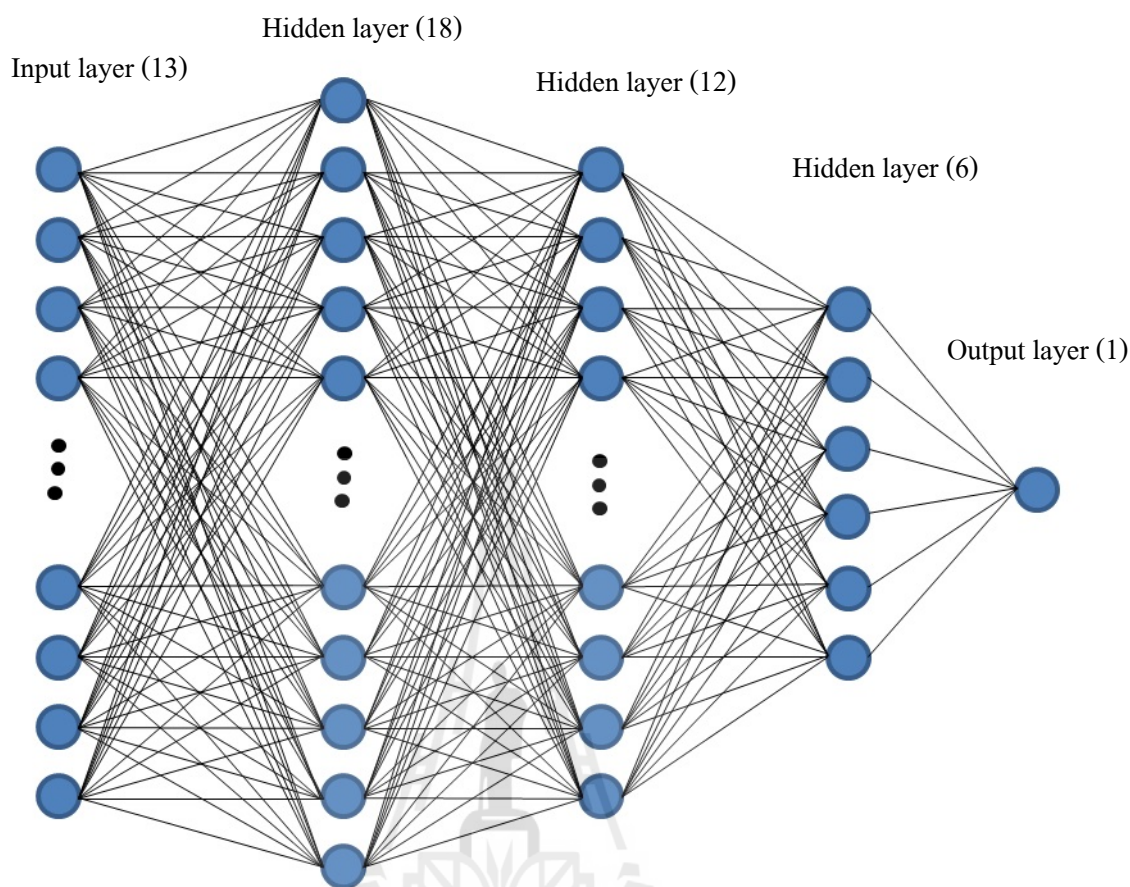 Hidden layer (18)
Input layer (13)
Hidden layer (12)
Hidden layer (6)
Output layer (1)